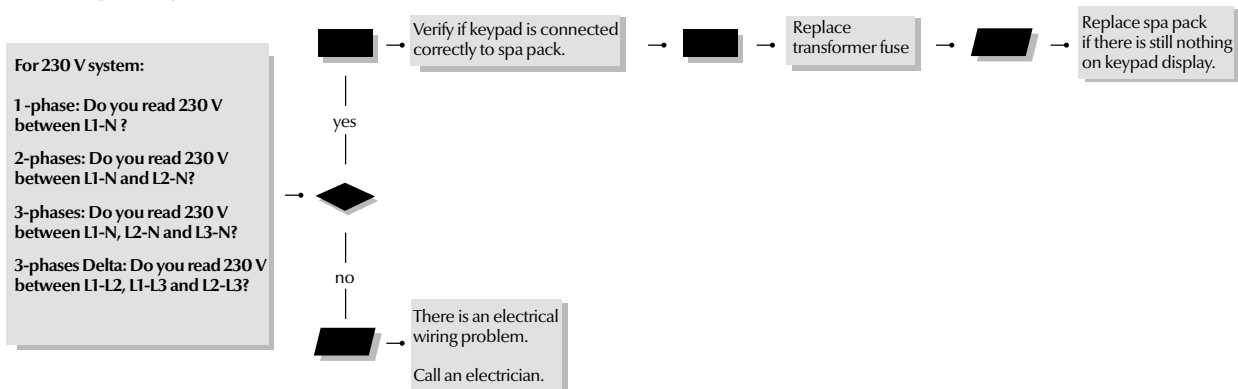 For 230 V system:
1-phase: Do you read 230 V
between L1-N ?
2-phases: Do you read 230 V
between L1-N and L2-N?
3-phases: Do you read 230 V
between L1-N, L2-N and L3-N?
3-phases Delta: Do you read 230 V
between L1-L2, L1-L3 and L2-L3?
yes
Verify if keypad is connected
correctly to spa pack.
Replace
transformer fuse
Replace spa pack
if there is still nothing
on keypad display.
no
There is an electrical
wiring problem.
Call an electrician.